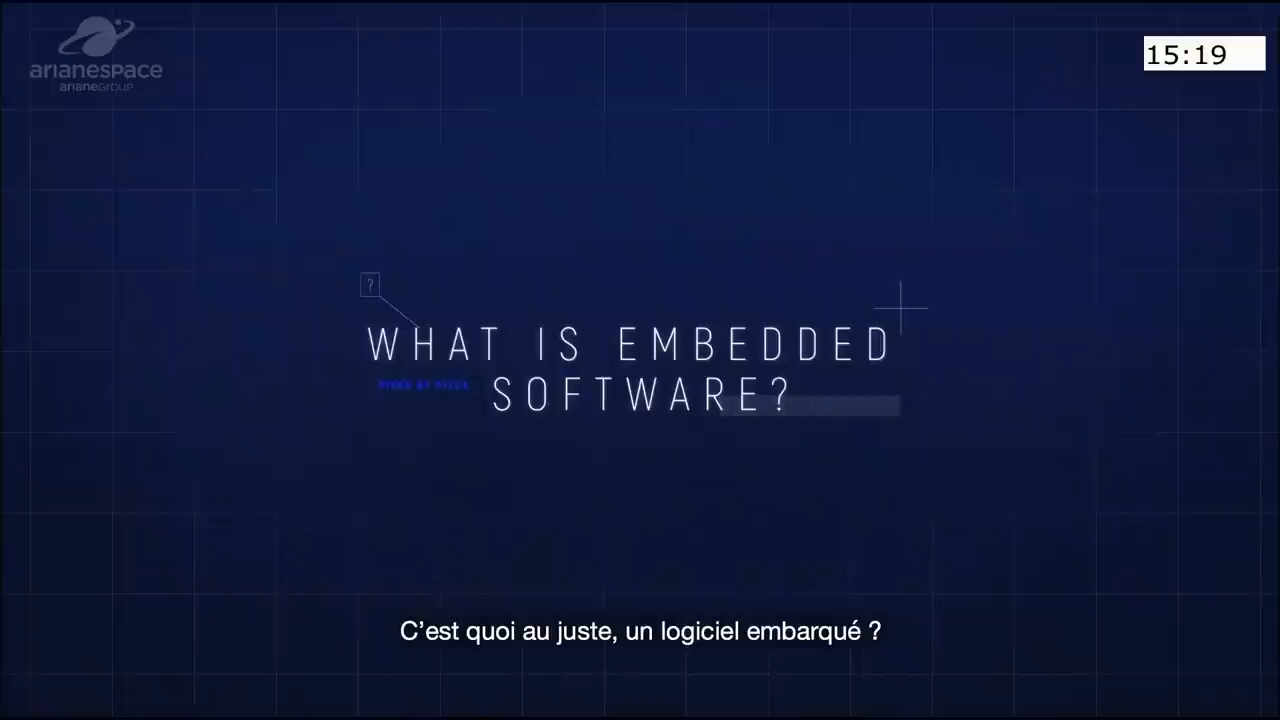 arianespace
arianeGROUP
15:19
?
WHAT IS EMBEDDED
SOFTWARE?
C'est quoi au juste, un logiciel embarqué ?